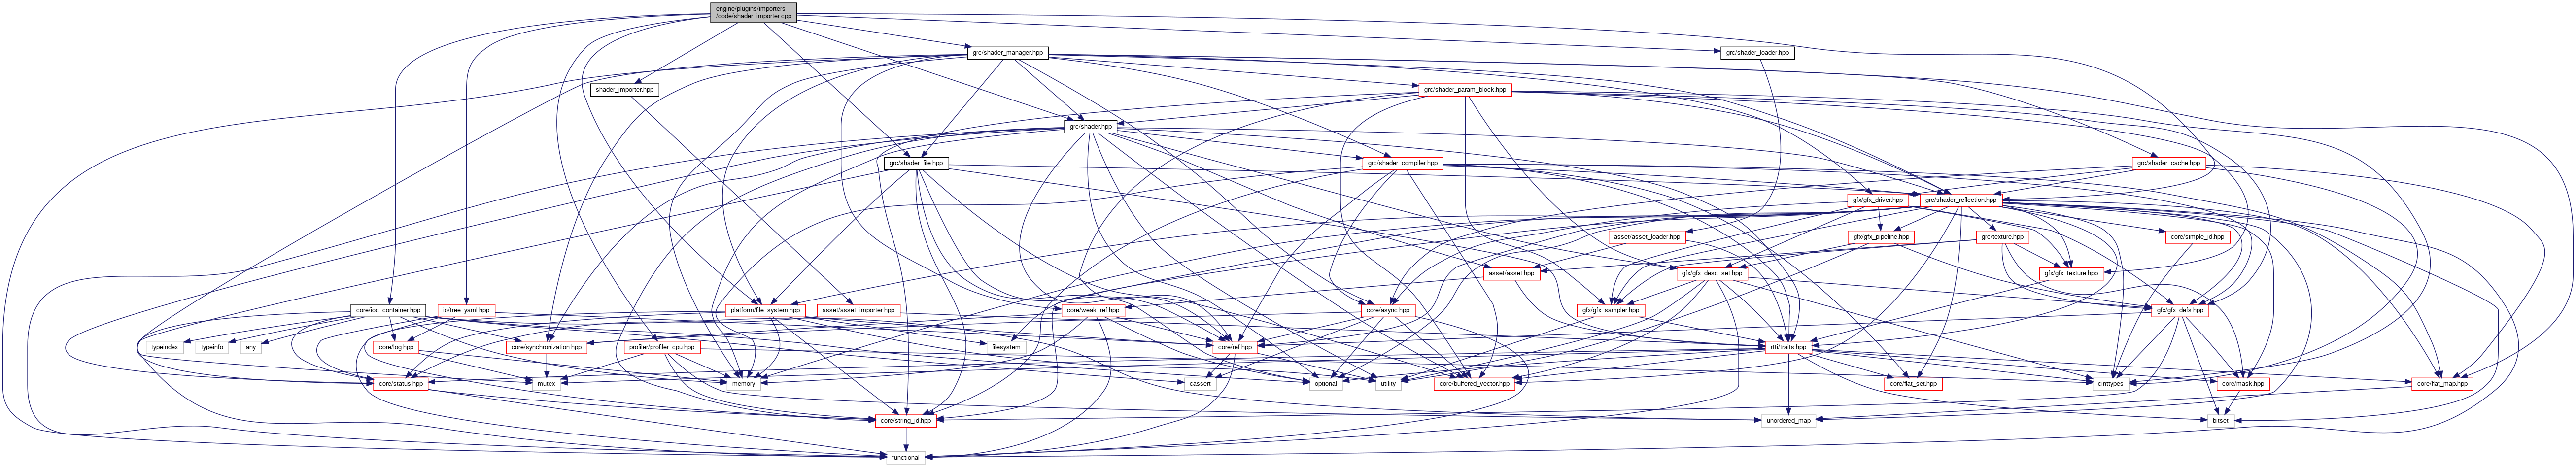 engine/plugins/importers
/code/shader_importer.cpp
grc/shader_manager.hpp
grc/shader_loader.hpp
shader_importer.hpp
grc/shader_param_block.hpp
grc/shader.hpp
grc/shader_file.hpp
grc/shader_compiler.hpp
grc/shader_cache.hpp
gfx/gfx_driver.hpp
grc/shader_reflection.hpp
asset/asset_loader.hpp
gfx/gfx_pipeline.hpp
grc/texture.hpp
core/simple_id.hpp
asset/asset.hpp
gfx/gfx_desc_set.hpp
gfx/gfx_texture.hpp
core/ioc_container.hpp
io/tree_yaml.hpp
platform/file_system.hpp
asset/asset_importer.hpp
core/weak_ref.hpp
core/async.hpp
gfx/gfx_sampler.hpp
gfx/gfx_defs.hpp
typeindex
typeinfo
any
core/log.hpp
core/synchronization.hpp
profiler/profiler_cpu.hpp
filesystem
core/ref.hpp
rtti/traits.hpp
core/status.hpp
mutex
memory
cassert
optional
utility
core/buffered_vector.hpp
core/flat_set.hpp
cinttypes
core/mask.hpp
core/flat_map.hpp
core/string_id.hpp
unordered_map
bitset
functional